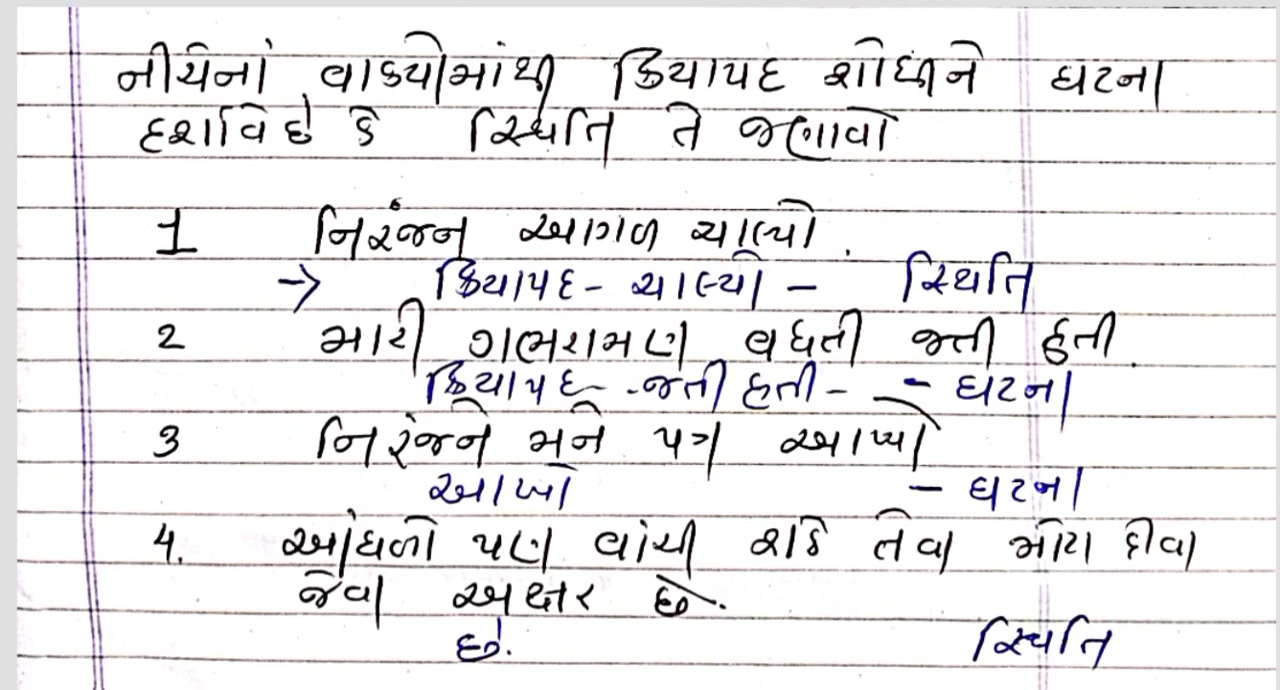 નીચેનાં વાક્યોમાંથી ક્રિયાપદ શોધીને ઘટના
દર્શાવે છે કે સ્થિતિ તે જણાવો
1 નિરંજન આગળ ચાલ્યો.
→ ક્રિયાપદ - ચાલ્યો - સ્થિતિ
2 મારી ગભરામણ વધતી જતી હતી.
ક્રિયાપદ - જતી હતી - - ઘટના
3 નિરંજને મને પત્ર આપ્યો
આપ્યો - ઘટના
4. આંધળો પણ વાંચી શકે તેવા મોટા દીવા
જેવા અક્ષર છે.
છે. સ્થિતિ